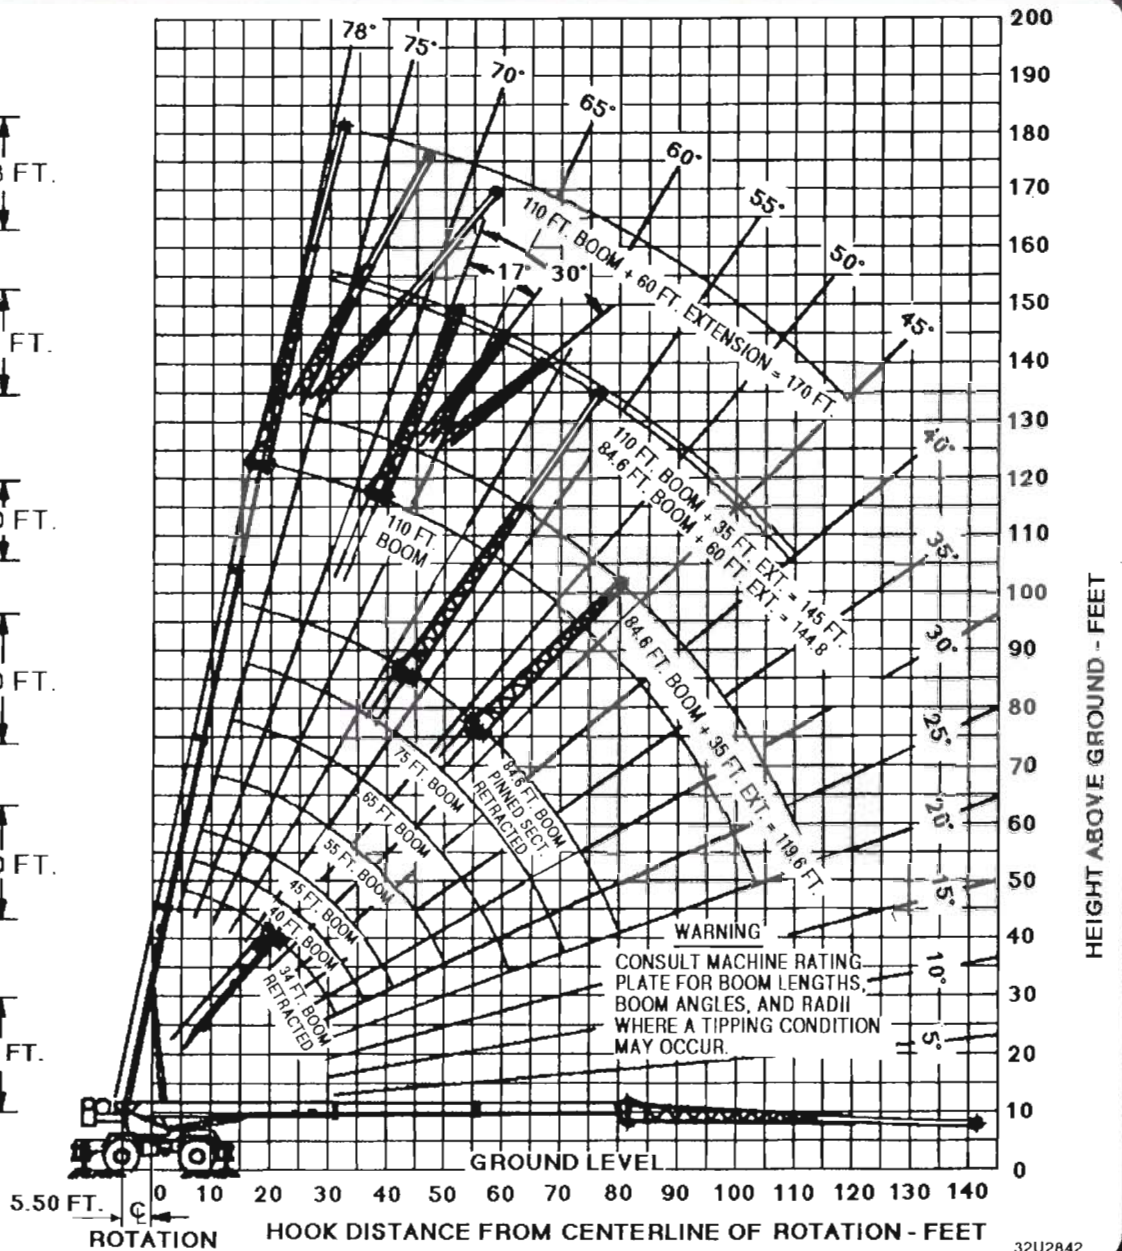 200
78°
75°
70°
65°
60°
55°
50°
45°
40°
35°
30°
25°
20°
15°
10°
5°
190
180
170
160
150
140
130
120
110
100
90
80
70
60
50
40
30
20
10
0
FT.
FT.
FT.
FT.
FT.
FT.
17°
30°
110 FT. BOOM + 60 FT. EXTENSION = 170 FT.
110 FT. BOOM + 35 FT. EXT. = 145 FT.
84.6 FT. BOOM + 60 FT. EXT. = 144.8
110 FT.
BOOM
84.6 FT. BOOM + 35 FT. EXT. = 119.6 FT.
84.6 FT. BOOM
PINNED SECT.
RETRACTED
75 FT. BOOM
65 FT. BOOM
55 FT. BOOM
45 FT. BOOM
40 FT. BOOM
34 FT. BOOM
RETRACTED
WARNING
CONSULT MACHINE RATING
PLATE FOR BOOM LENGTHS,
BOOM ANGLES, AND RADII
WHERE A TIPPING CONDITION
MAY OCCUR.
HEIGHT ABOVE GROUND - FEET
GROUND LEVEL
0 10 20 30 40 50 60 70 80 90 100 110 120 130 140
5.50 FT.
℄
ROTATION
HOOK DISTANCE FROM CENTERLINE OF ROTATION - FEET
32U2842